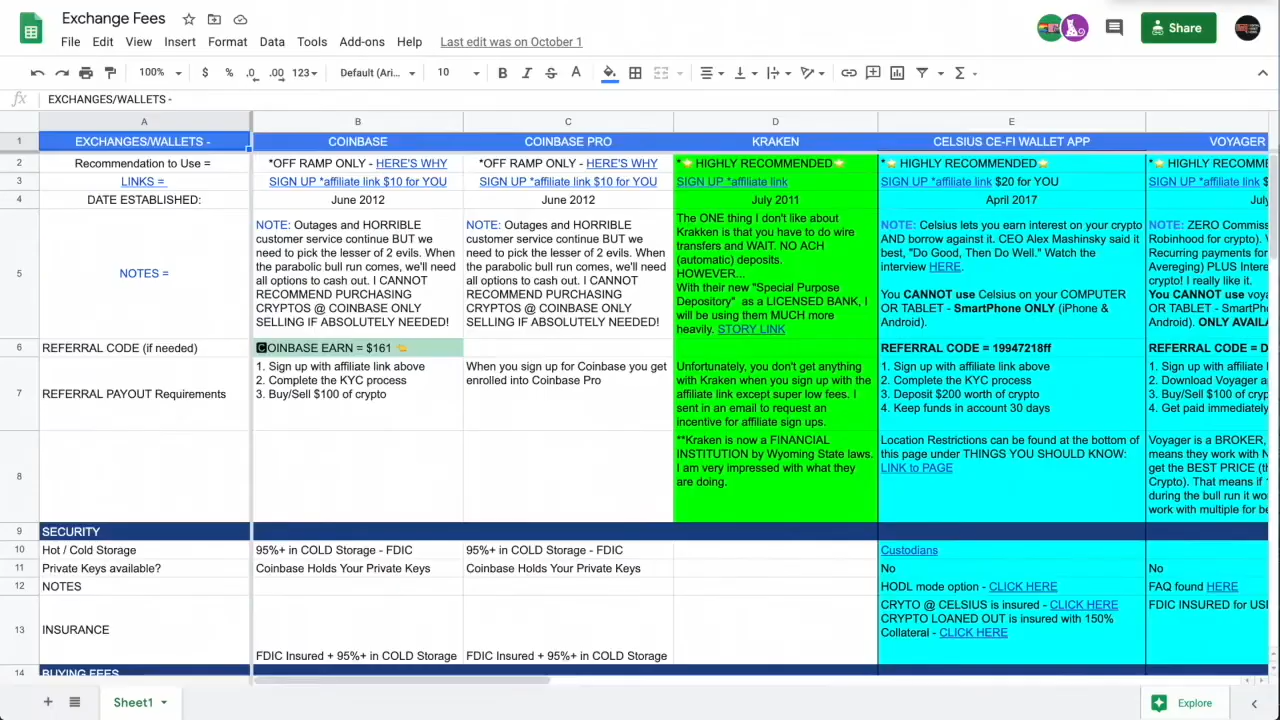 Exchange Fees
File Edit View Insert Format Data Tools Add-ons Help Last edit was on October 1
Share
100% $ % .0 .00 123 Default (Ari... 10 B I S A
fx EXCHANGES/WALLETS -
A B C D E
1 EXCHANGES/WALLETS - COINBASE COINBASE PRO KRAKEN CELSIUS CE-FI WALLET APP VOYAGER
2 Recommendation to Use = *OFF RAMP ONLY - HERE'S WHY *OFF RAMP ONLY - HERE'S WHY *⭐ HIGHLY RECOMMENDED⭐ *⭐ HIGHLY RECOMMENDED⭐ *⭐ HIGHLY RECOMME
3 LINKS = SIGN UP *affiliate link $10 for YOU SIGN UP *affiliate link $10 for YOU SIGN UP *affiliate link SIGN UP *affiliate link $20 for YOU SIGN UP *affiliate link $
4 DATE ESTABLISHED: June 2012 June 2012 July 2011 April 2017 July
5 NOTES =
NOTE: Outages and HORRIBLE
customer service continue BUT we
need to pick the lesser of 2 evils. When
the parabolic bull run comes, we'll need
all options to cash out. I CANNOT
RECOMMEND PURCHASING
CRYPTOS @ COINBASE ONLY
SELLING IF ABSOLUTELY NEEDED!
NOTE: Outages and HORRIBLE
customer service continue BUT we
need to pick the lesser of 2 evils. When
the parabolic bull run comes, we'll need
all options to cash out. I CANNOT
RECOMMEND PURCHASING
CRYPTOS @ COINBASE ONLY
SELLING IF ABSOLUTELY NEEDED!
The ONE thing I don't like about
Krakken is that you have to do wire
transfers and WAIT. NO ACH
(automatic) deposits.
HOWEVER...
With their new "Special Purpose
Depository" as a LICENSED BANK, I
will be using them MUCH more
heavily. STORY LINK
NOTE: Celsius lets you earn interest on your crypto
AND borrow against it. CEO Alex Mashinsky said it
best, "Do Good, Then Do Well." Watch the
interview HERE.
You CANNOT use Celsius on your COMPUTER
OR TABLET - SmartPhone ONLY (iPhone &
Android).
NOTE: ZERO Commiss
Robinhood for crypto). V
Recurring payments for
Avereging) PLUS Intere
crypto! I really like it.
You CANNOT use voya
OR TABLET - SmartPh
Android). ONLY AVAILA
6 REFERRAL CODE (if needed) COINBASE EARN = $161 REFERRAL CODE = 19947218ff REFERRAL CODE = D
7 REFERRAL PAYOUT Requirements
1. Sign up with affiliate link above
2. Complete the KYC process
3. Buy/Sell $100 of crypto
When you sign up for Coinbase you get
enrolled into Coinbase Pro
Unfortunately, you don't get anything
with Kraken when you sign up with the
affiliate link except super low fees. I
sent in an email to request an
incentive for affiliate sign ups.
1. Sign up with affiliate link above
2. Complete the KYC process
3. Deposit $200 worth of crypto
4. Keep funds in account 30 days
1. Sign up with affiliate l
2. Download Voyager a
3. Buy/Sell $100 of cryp
4. Get paid immediately
8
**Kraken is now a FINANCIAL
INSTITUTION by Wyoming State laws.
I am very impressed with what they
are doing.
Location Restrictions can be found at the bottom of
this page under THINGS YOU SHOULD KNOW:
LINK to PAGE
Voyager is a BROKER,
means they work with N
get the BEST PRICE (th
Crypto). That means if
during the bull run it wo
work with multiple for be
9 SECURITY
10 Hot / Cold Storage 95%+ in COLD Storage - FDIC 95%+ in COLD Storage - FDIC Custodians
11 Private Keys available? Coinbase Holds Your Private Keys Coinbase Holds Your Private Keys No No
12 NOTES HODL mode option - CLICK HERE FAQ found HERE
13 INSURANCE
FDIC Insured + 95%+ in COLD Storage FDIC Insured + 95%+ in COLD Storage
CRYTO @ CELSIUS is insured - CLICK HERE
CRYPTO LOANED OUT is insured with 150%
Collateral - CLICK HERE
FDIC INSURED for USI
14 BUYING FEES
Sheet1
Explore